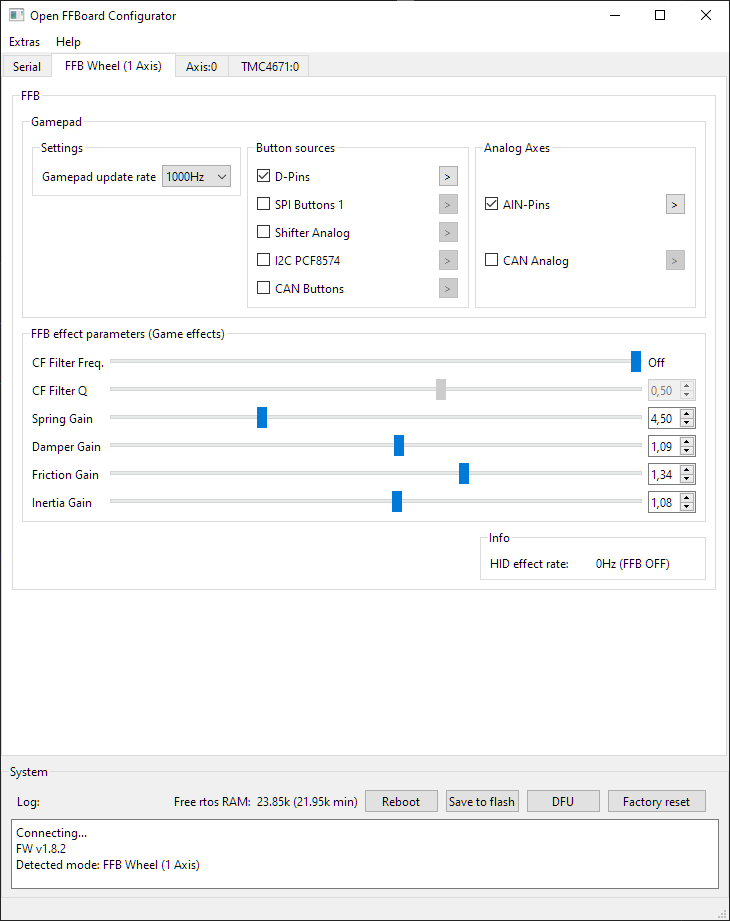 Open FFBoard Configurator
Extras Help
Serial FFB Wheel (1 Axis) Axis:0 TMC4671:0
FFB
Gamepad
Settings Button sources Analog Axes
Gamepad update rate 1000Hz D-Pins >
SPI Buttons 1 > AIN-Pins >
Shifter Analog >
I2C PCF8574 > CAN Analog >
CAN Buttons >
FFB effect parameters (Game effects)
CF Filter Freq. Off
CF Filter Q 0,50
Spring Gain 4,50
Damper Gain 1,09
Friction Gain 1,34
Inertia Gain 1,08
Info
HID effect rate: 0Hz (FFB OFF)
System
Log: Free rtos RAM: 23.85k (21.95k min) Reboot Save to flash DFU Factory reset
Connecting...
FW v1.8.2
Detected mode: FFB Wheel (1 Axis)